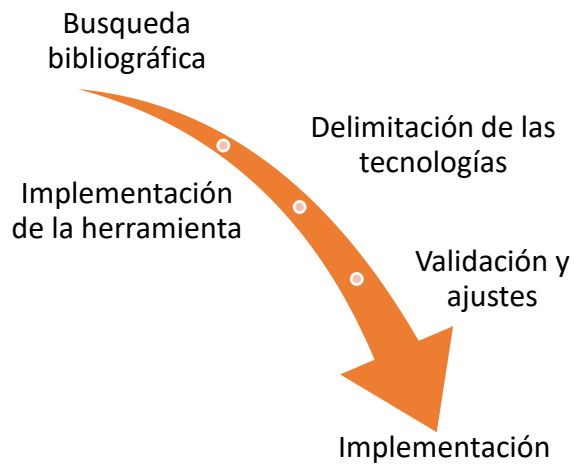 Busqueda
bibliográfica
Delimitación de las
tecnologías
Implementación
de la herramienta
Validación y
ajustes
Implementación